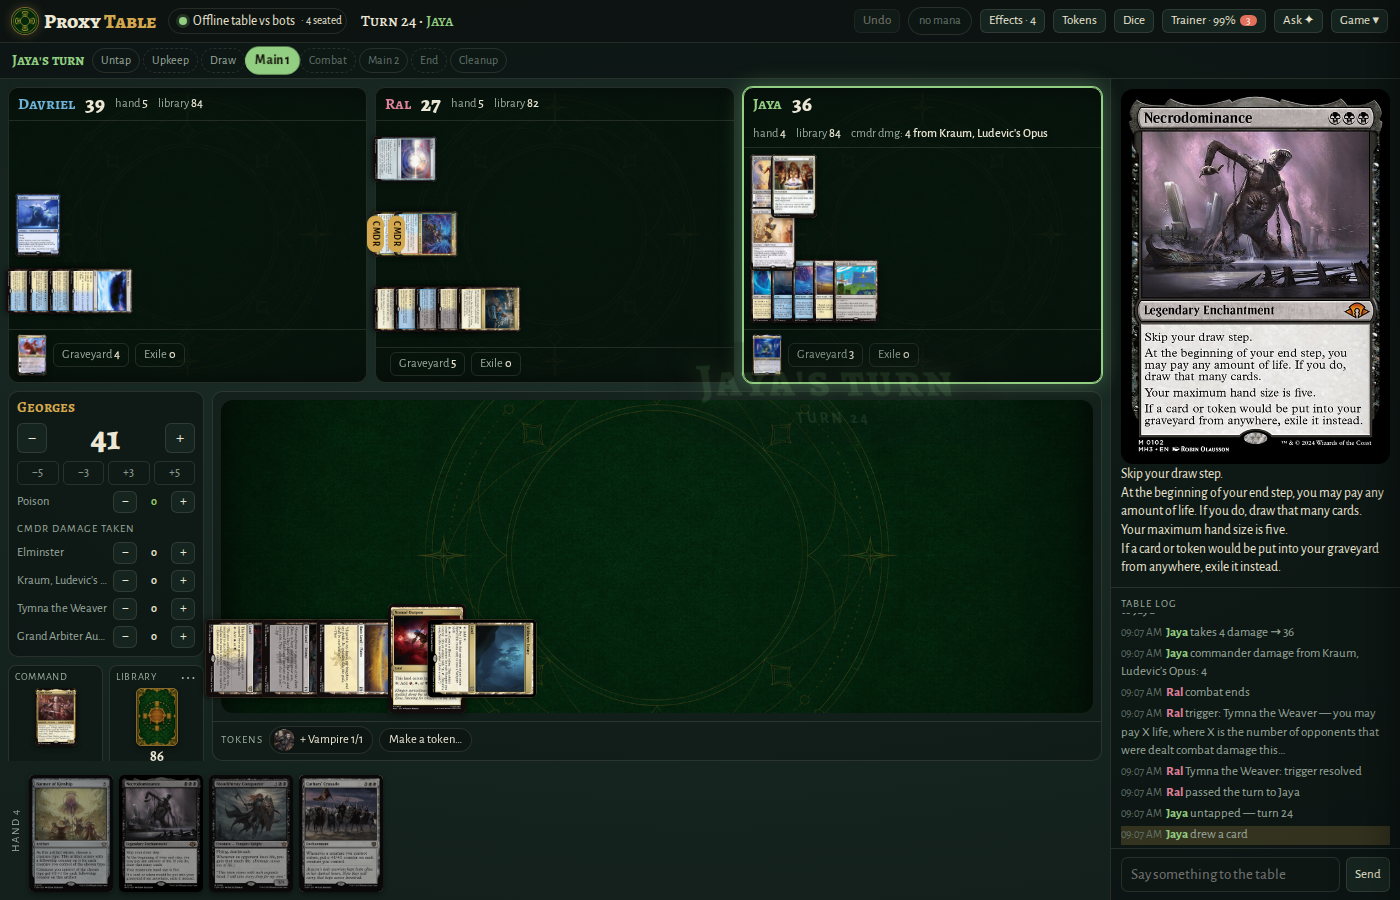 PROXY TABLE
Offline table vs bots · 4 seated
TURN 24 · JAYA
Undo
no mana
Effects · 4
Tokens
Dice
Trainer · 99% 3
Ask ✦
Game ▾
JAYA'S TURN
Untap
Upkeep
Draw
Main 1
Combat
Main 2
End
Cleanup
DAVRIEL 39 hand 5 library 84
Graveyard 4
Exile 0
RAL 27 hand 5 library 82
CMDR
CMDR
Graveyard 5
Exile 0
JAYA 36
hand 4 library 84 cmdr dmg: 4 from Kraum, Ludevic's Opus
Graveyard 3
Exile 0
JAYA'S TURN
TURN 24
GEORGES
− 41 +
−5 −3 +3 +5
Poison − 0 +
CMDR DAMAGE TAKEN
Elminster − 0 +
Kraum, Ludevic's ... − 0 +
Tymna the Weaver − 0 +
Grand Arbiter Au... − 0 +
COMMAND
LIBRARY ...
86
TOKENS
+ Vampire 1/1
Make a token...
HAND 4
Necrodominance
Legendary Enchantment
Skip your draw step.
At the beginning of your end step, you
may pay any amount of life. If you do,
draw that many cards.
Your maximum hand size is five.
If a card or token would be put into your
graveyard from anywhere, exile it instead.
M 0102
MH3 • EN ROBIN OLAUSSON
™ & © 2024 Wizards of the Coast
Skip your draw step.
At the beginning of your end step, you may pay any
amount of life. If you do, draw that many cards.
Your maximum hand size is five.
If a card or token would be put into your graveyard
from anywhere, exile it instead.
TABLE LOG
09:07 AM Jaya takes 4 damage → 36
09:07 AM Jaya commander damage from Kraum,
Ludevic's Opus: 4
09:07 AM Ral combat ends
09:07 AM Ral trigger: Tymna the Weaver — you may
pay X life, where X is the number of opponents that
were dealt combat damage this...
09:07 AM Ral Tymna the Weaver: trigger resolved
09:07 AM Ral passed the turn to Jaya
09:07 AM Jaya untapped — turn 24
09:07 AM Jaya drew a card
Say something to the table
Send